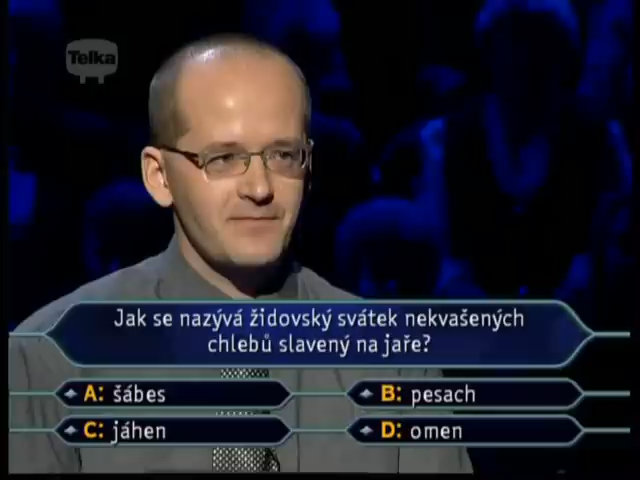 Telka
Jak se nazývá židovský svátek nekvašených
chlebů slavený na jaře?
A: šábes
B: pesach
C: jáhen
D: omen